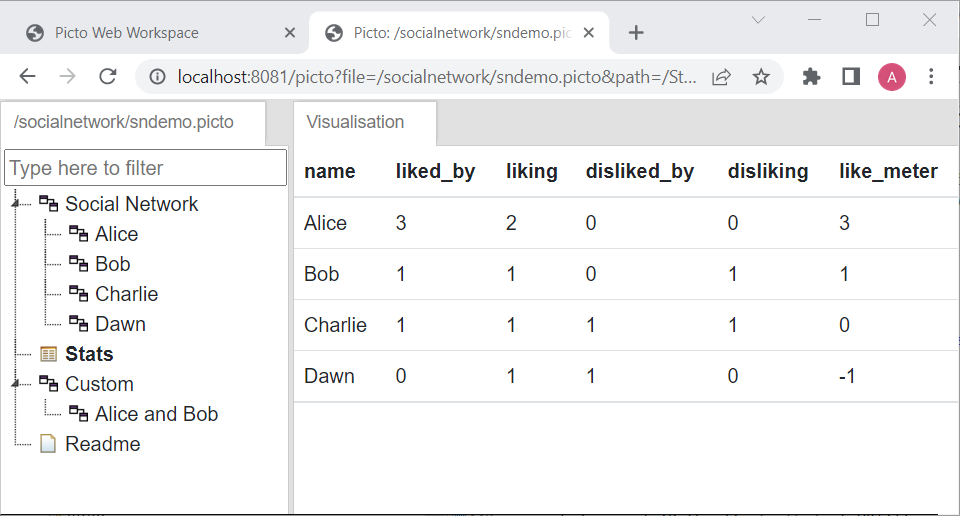 Picto Web Workspace
Picto: /socialnetwork/sndemo.pic
localhost:8081/picto?file=/socialnetwork/sndemo.picto&path=/St...
A
/socialnetwork/sndemo.picto
Visualisation
Type here to filter
Social Network
Alice
Bob
Charlie
Dawn
Stats
Custom
Alice and Bob
Readme
name liked_by liking disliked_by disliking like_meter
Alice 3 2 0 0 3
Bob 1 1 0 1 1
Charlie 1 1 1 1 0
Dawn 0 1 1 0 -1